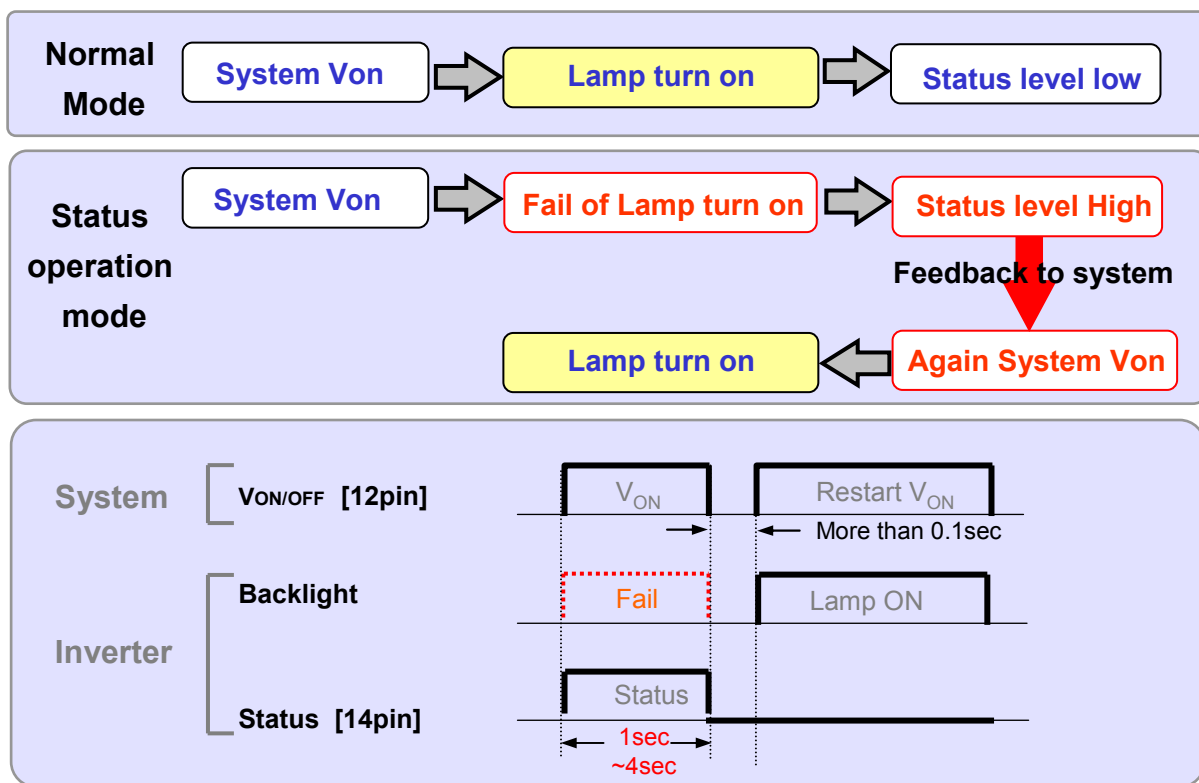 Normal
Mode
System Von
Lamp turn on
Status level low
Status
operation
mode
System Von
Fail of Lamp turn on
Status level High
Feedback to system
Lamp turn on
Again System Von
System
VON/OFF [12pin]
VON
Restart VON
More than 0.1sec
Inverter
Backlight
Fail
Lamp ON
Status [14pin]
Status
1sec
~4sec